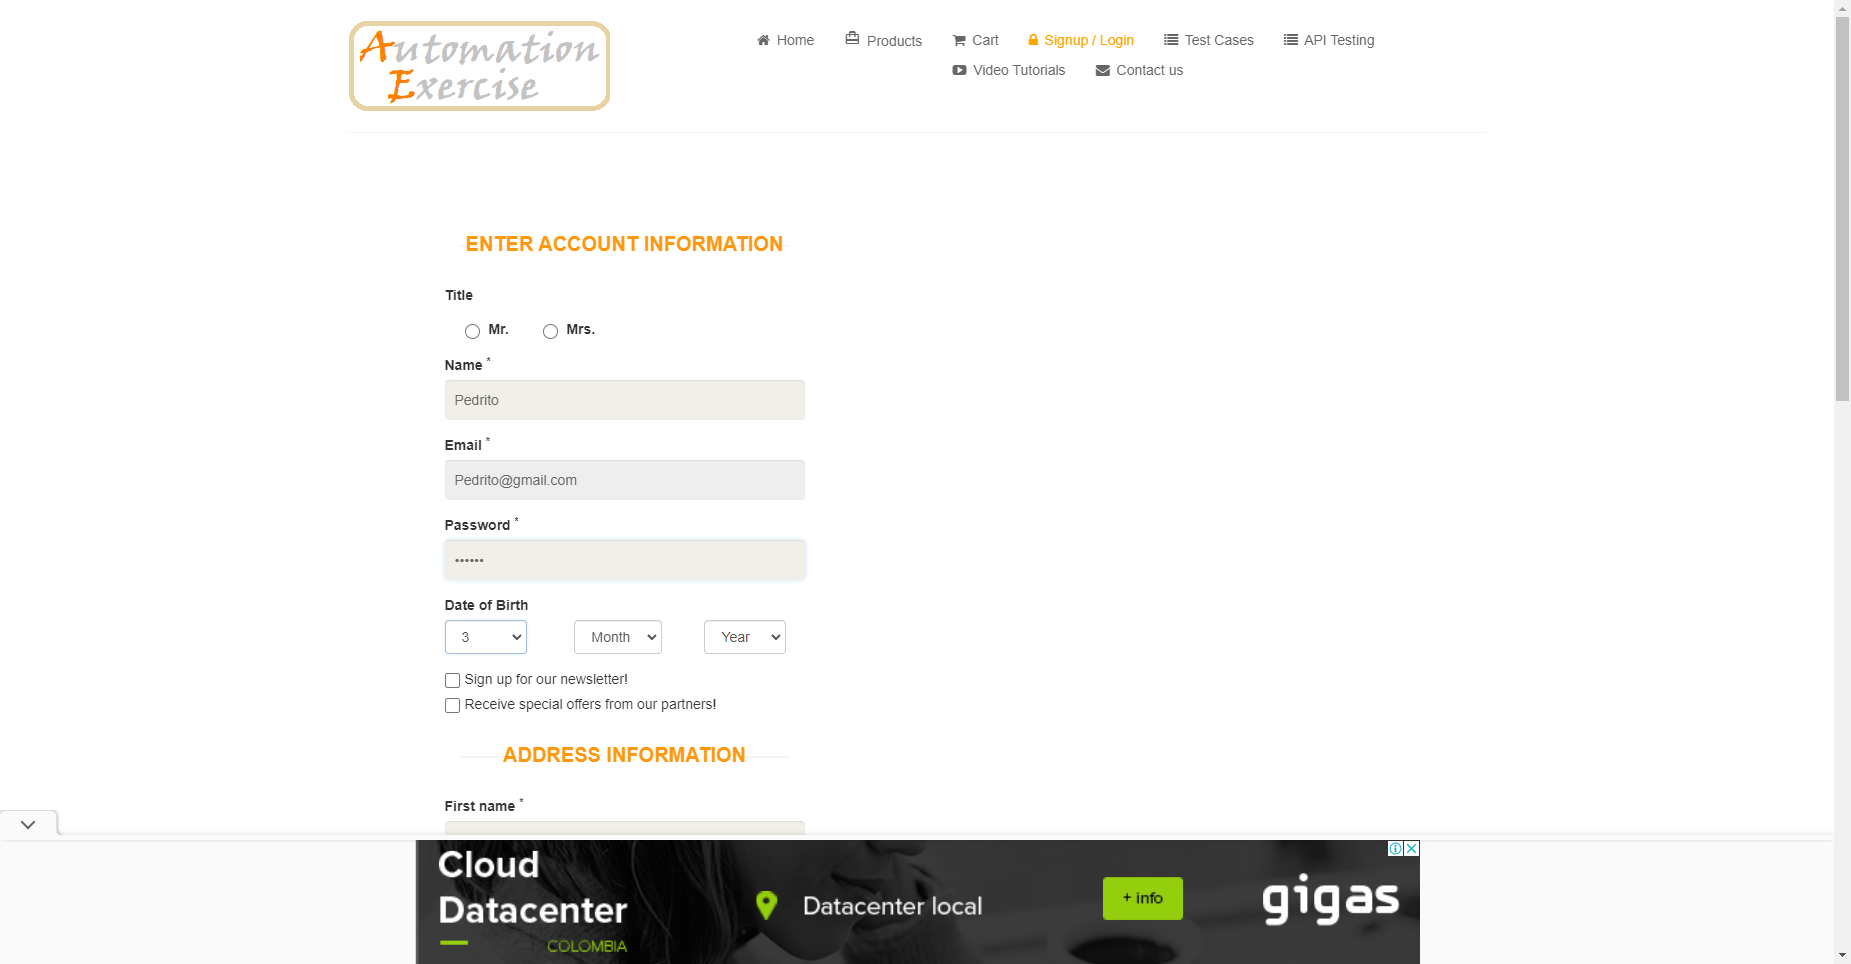 Automation
Exercise
Home
Products
Cart
Signup / Login
Test Cases
API Testing
Video Tutorials
Contact us
ENTER ACCOUNT INFORMATION
Title
Mr.
Mrs.
Name *
Pedrito
Email *
Pedrito@gmail.com
Password *
••••••
Date of Birth
3
Month
Year
Sign up for our newsletter!
Receive special offers from our partners!
ADDRESS INFORMATION
First name *
Cloud
Datacenter
COLOMBIA
Datacenter local
+ info
gigas